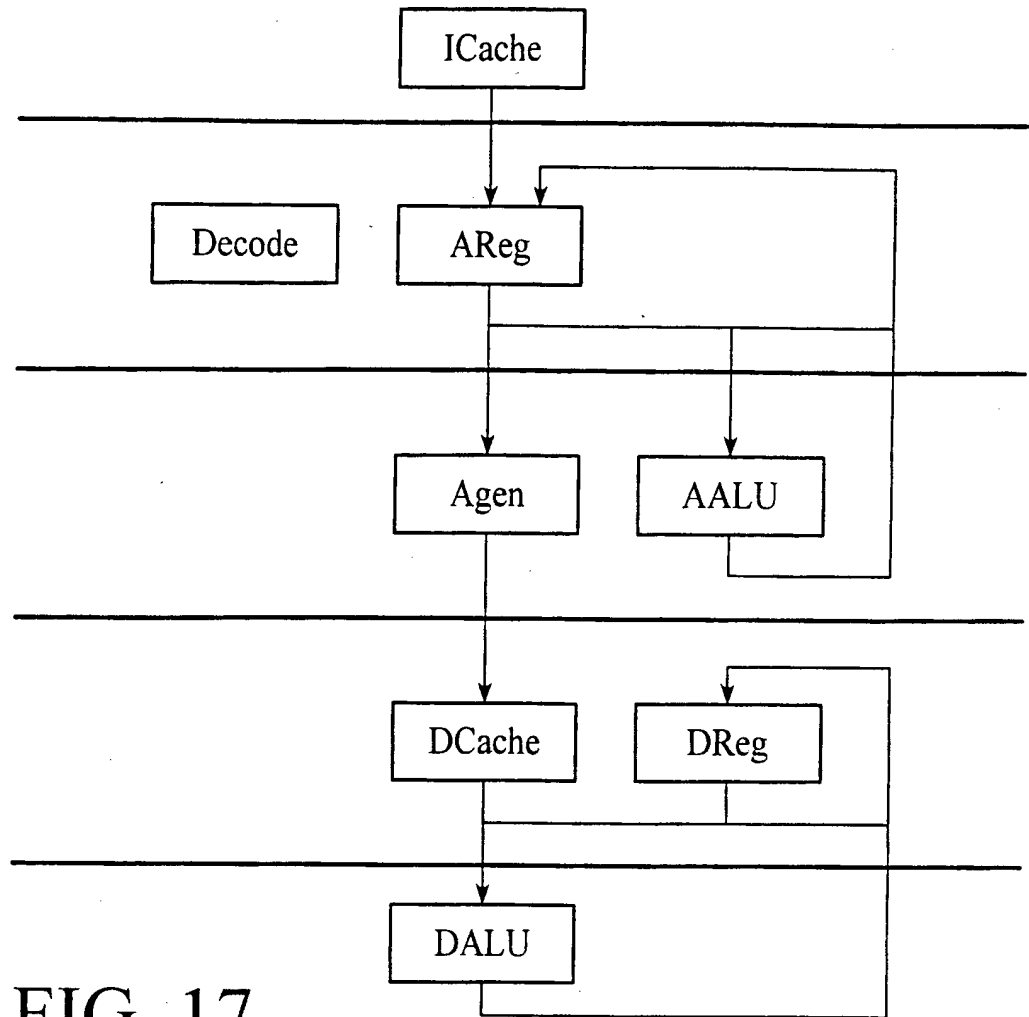 ICache
Decode
AReg
Agen
AALU
DCache
DReg
DALU
FIG. 17